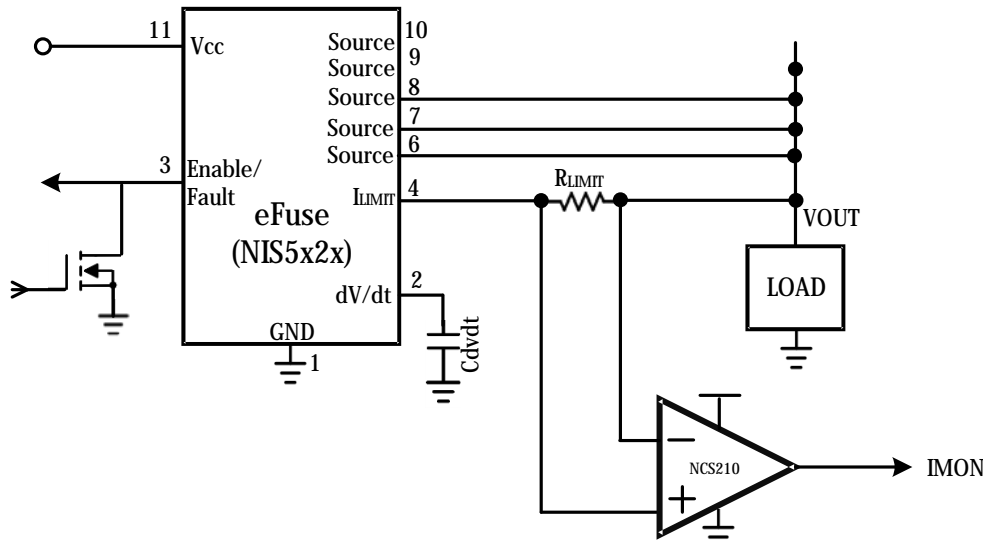 11
Vcc
Source 10
Source 9
Source 8
Source 7
Source 6
3
Enable/
Fault
ILIMIT 4
RLIMIT
VOUT
eFuse
(NIS5x2x)
LOAD
dV/dt 2
Cdvdt
GND
1
−
NCS210
+
IMON